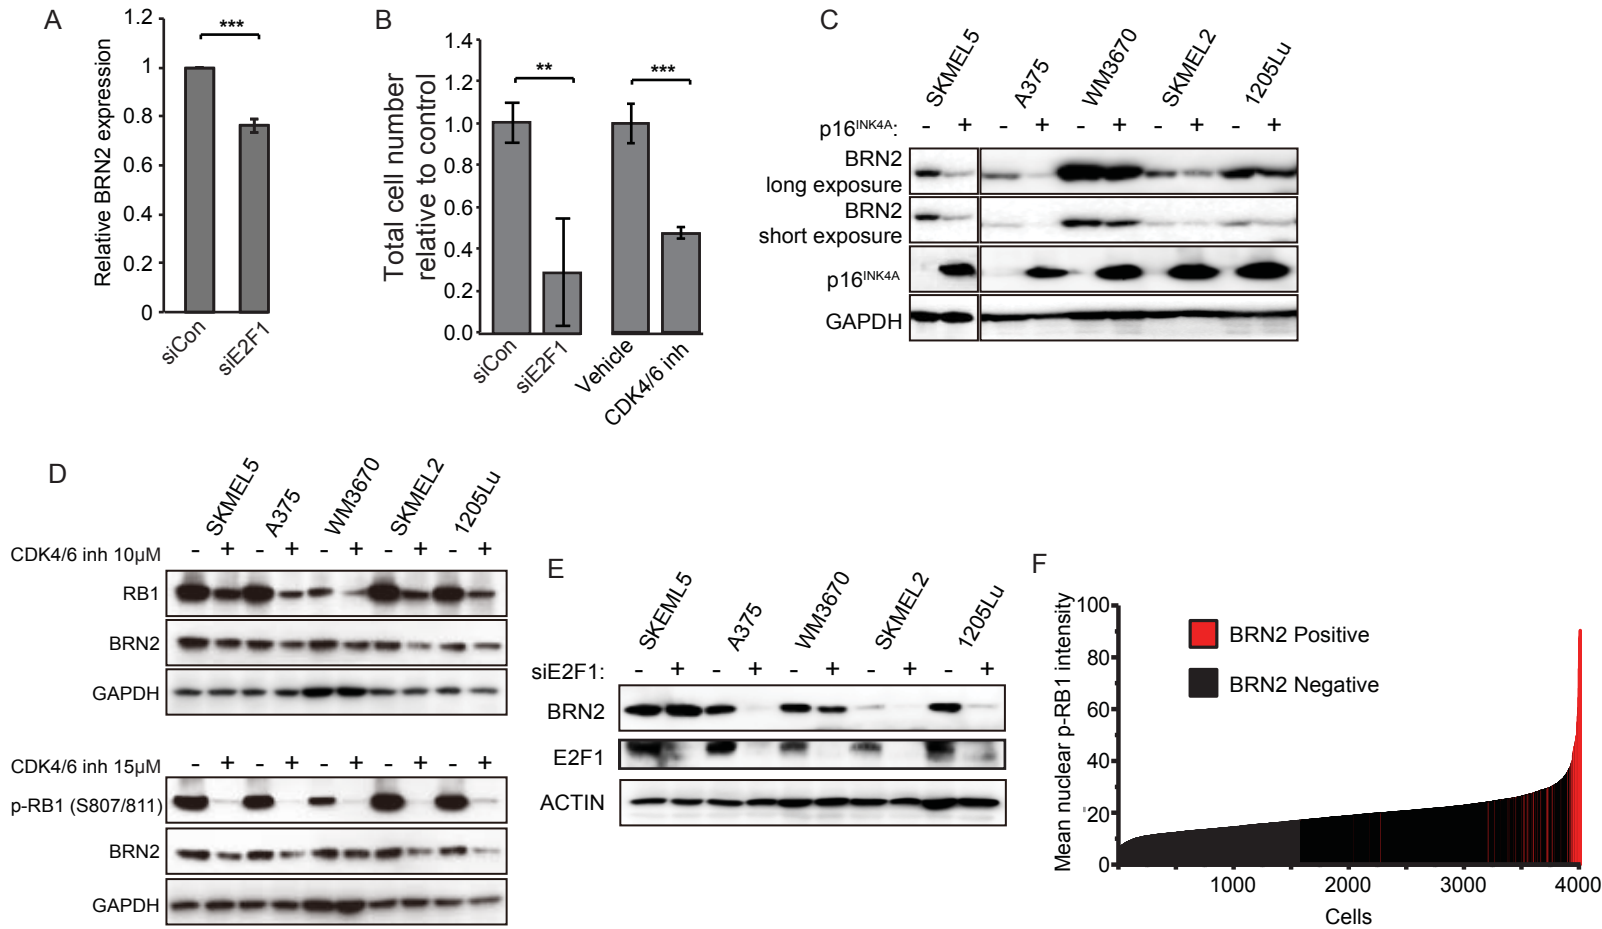 A
Relative BRN2 expression
1.2
1
0.8
0.6
0.4
0.2
0
***
siCon
siE2F1
B
Total cell number
relative to control
1.4
1.2
1.0
0.8
0.6
0.4
0.2
0.0
**
***
siCon
siE2F1
Vehicle
CDK4/6 inh
C
SKMEL5
A375
WM3670
SKMEL2
1205Lu
p16INK4A: - + - + - + - + - +
BRN2
long exposure
BRN2
short exposure
p16INK4A
GAPDH
D
SKMEL5
A375
WM3670
SKMEL2
1205Lu
CDK4/6 inh 10µM - + - + - + - + - +
RB1
BRN2
GAPDH
CDK4/6 inh 15µM - + - + - + - + - +
p-RB1 (S807/811)
BRN2
GAPDH
E
SKEML5
A375
WM3670
SKMEL2
1205Lu
siE2F1: - + - + - + - + - +
BRN2
E2F1
ACTIN
F
Mean nuclear p-RB1 intensity
100
80
60
40
20
0
BRN2 Positive
BRN2 Negative
1000
2000
3000
4000
Cells